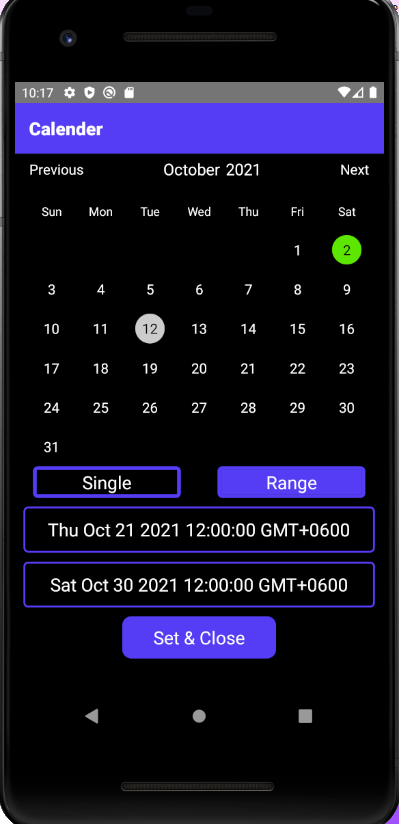 10:17
Calender
Previous October 2021 Next
Sun Mon Tue Wed Thu Fri Sat
1 2
3 4 5 6 7 8 9
10 11 12 13 14 15 16
17 18 19 20 21 22 23
24 25 26 27 28 29 30
31
Single Range
Thu Oct 21 2021 12:00:00 GMT+0600
Sat Oct 30 2021 12:00:00 GMT+0600
Set & Close